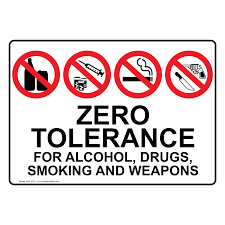 ZERO
TOLERANCE
FOR ALCOHOL, DRUGS,
SMOKING AND WEAPONS